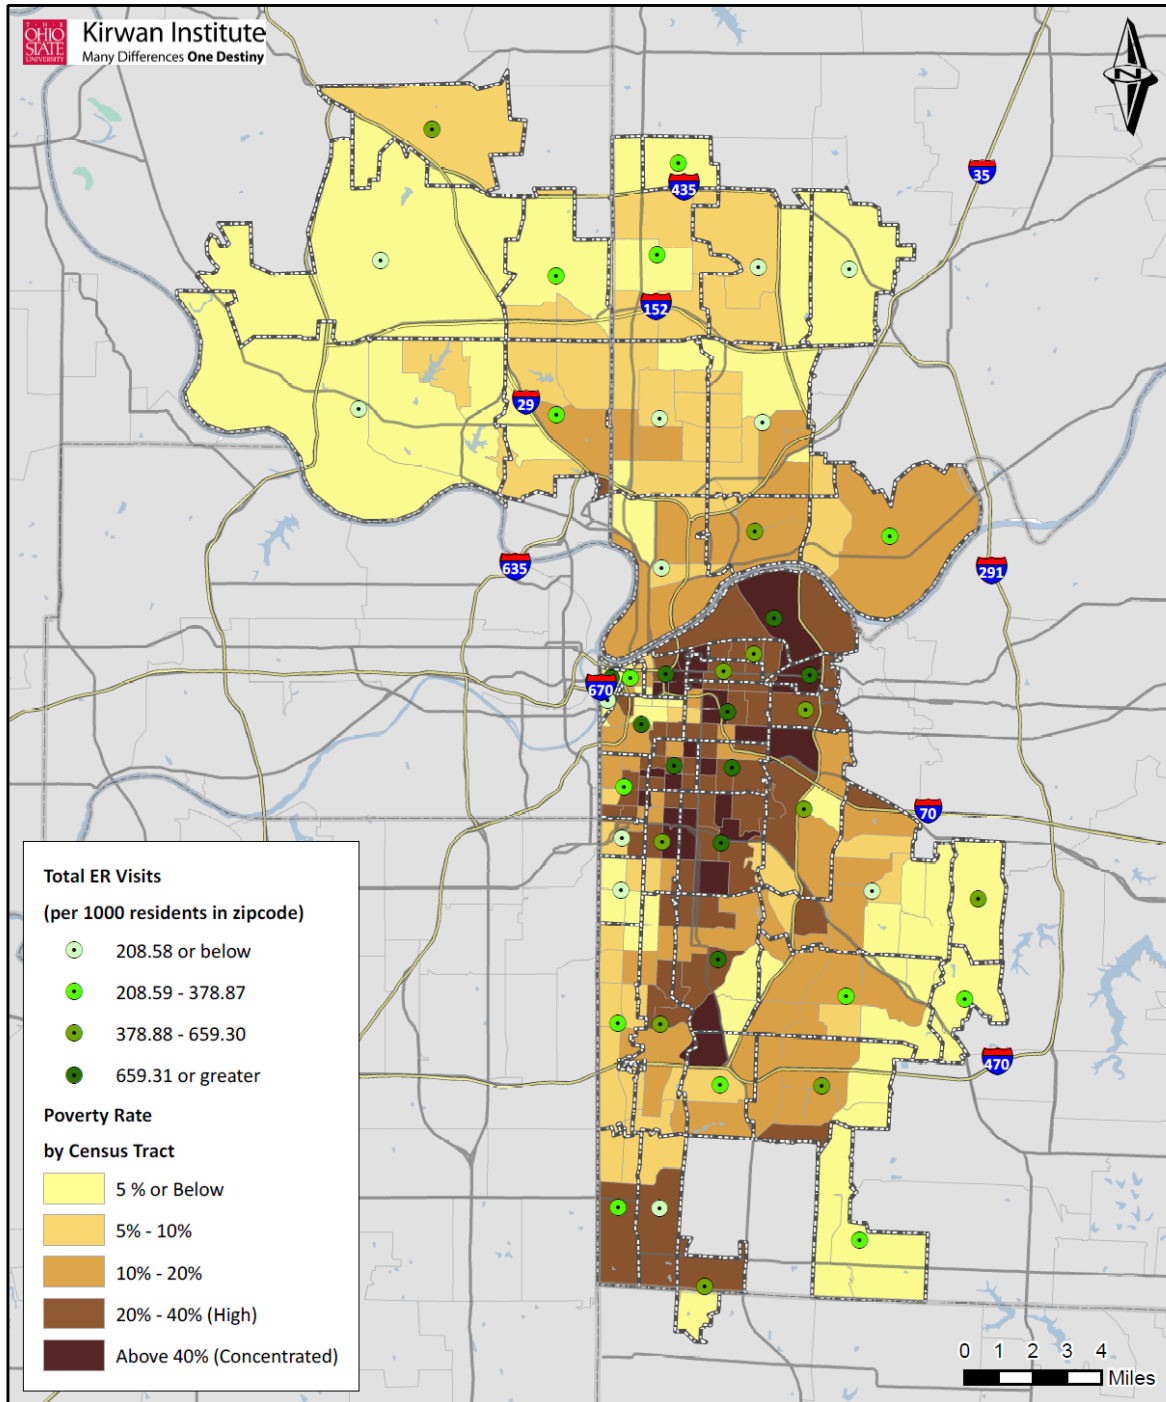 THE
OHIO
STATE
UNIVERSITY
Kirwan Institute
Many Differences One Destiny
N
35
435
152
29
635
291
670
70
470
Total ER Visits
(per 1000 residents in zipcode)
208.58 or below
208.59 - 378.87
378.88 - 659.30
659.31 or greater
Poverty Rate
by Census Tract
5 % or Below
5% - 10%
10% - 20%
20% - 40% (High)
Above 40% (Concentrated)
0 1 2 3 4
Miles